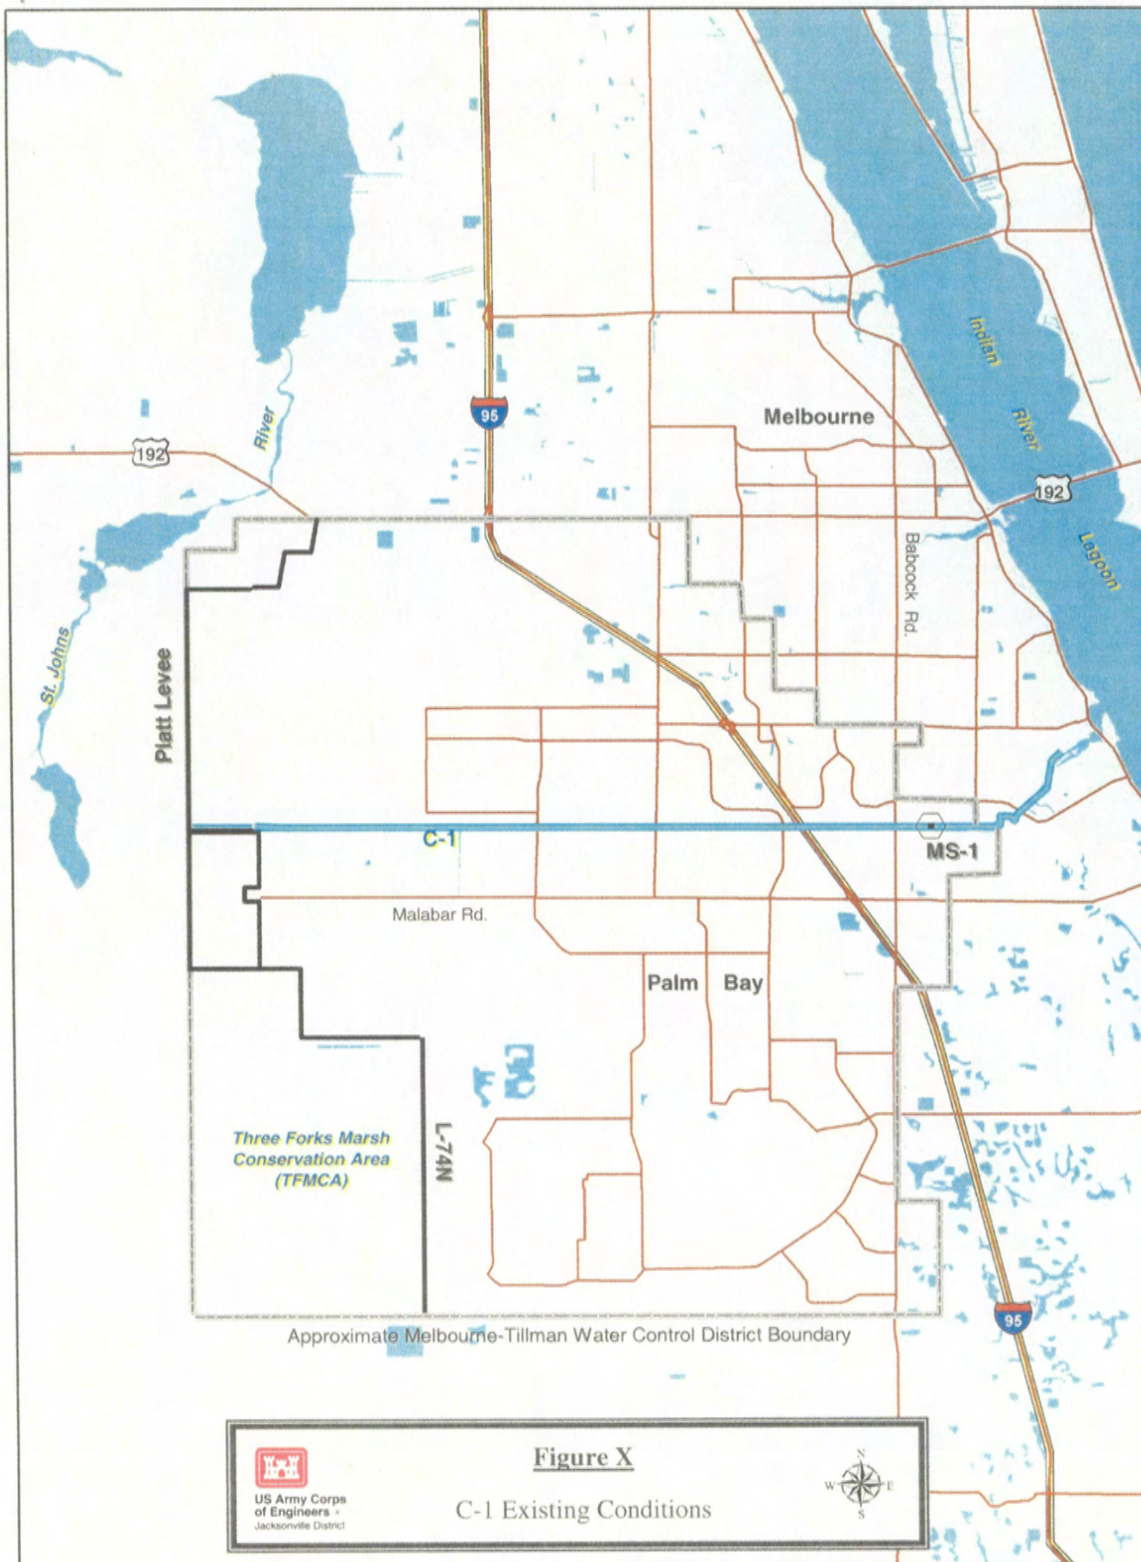 Indian
River
Lagoon
95
Melbourne
River
192
192
Babcock Rd.
St. Johns
Platt Levee
C-1
MS-1
Malabar Rd.
Palm Bay
Three Forks Marsh
Conservation Area
(TFMCA)
L-74N
95
Approximate Melbourne-Tillman Water Control District Boundary
Figure X
C-1 Existing Conditions
US Army Corps
of Engineers
Jacksonville District
N
W E
S